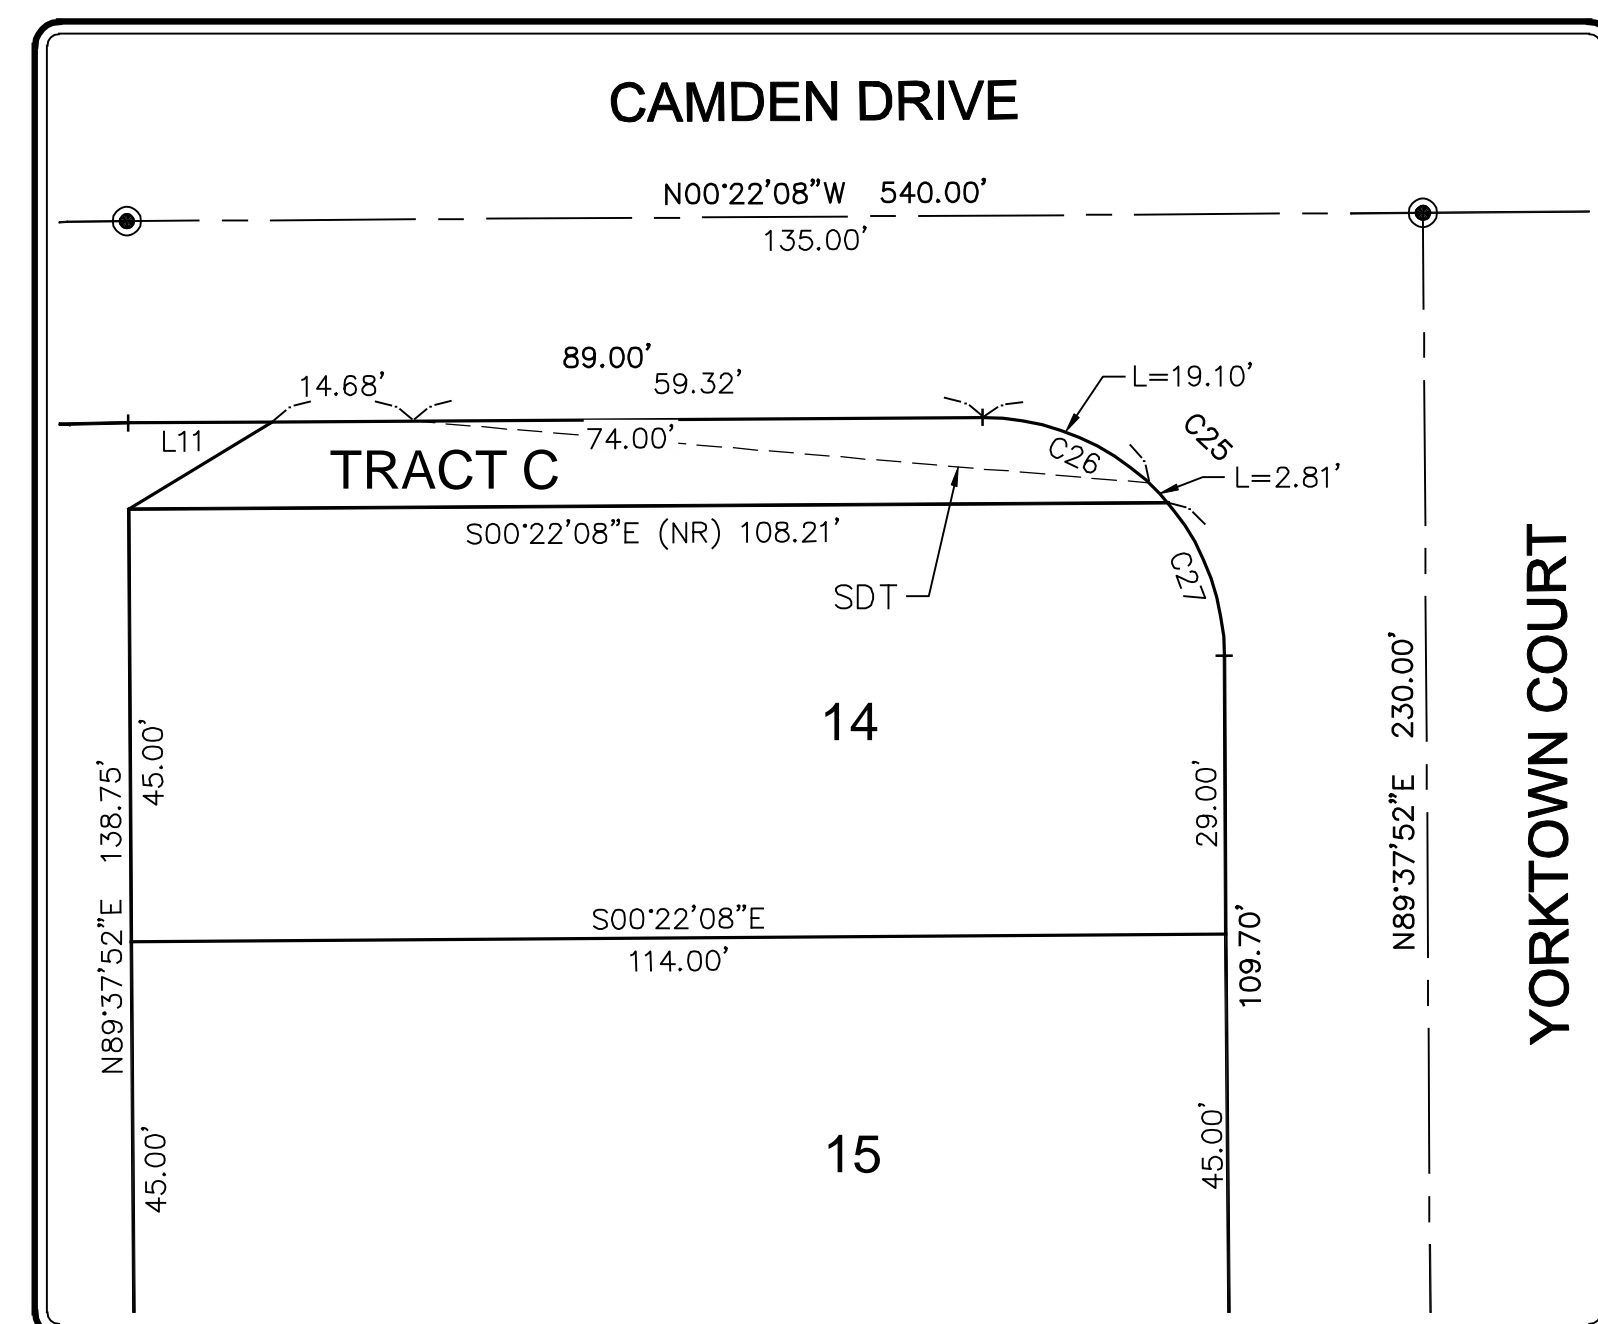 CAMDEN DRIVE
N00°22'08"W 540.00'
135.00'
89.00'
14.68'
59.32'
L=19.10'
L11
74.00'
C26
C25
TRACT C
L=2.81'
S00°22'08"E (NR) 108.21'
C27
SDT
14
45.00'
N89°37'52"E 138.75'
29.00'
N89°37'52"E 230.00'
YORKTOWN COURT
S00°22'08"E
114.00'
109.70'
15
45.00'
45.00'